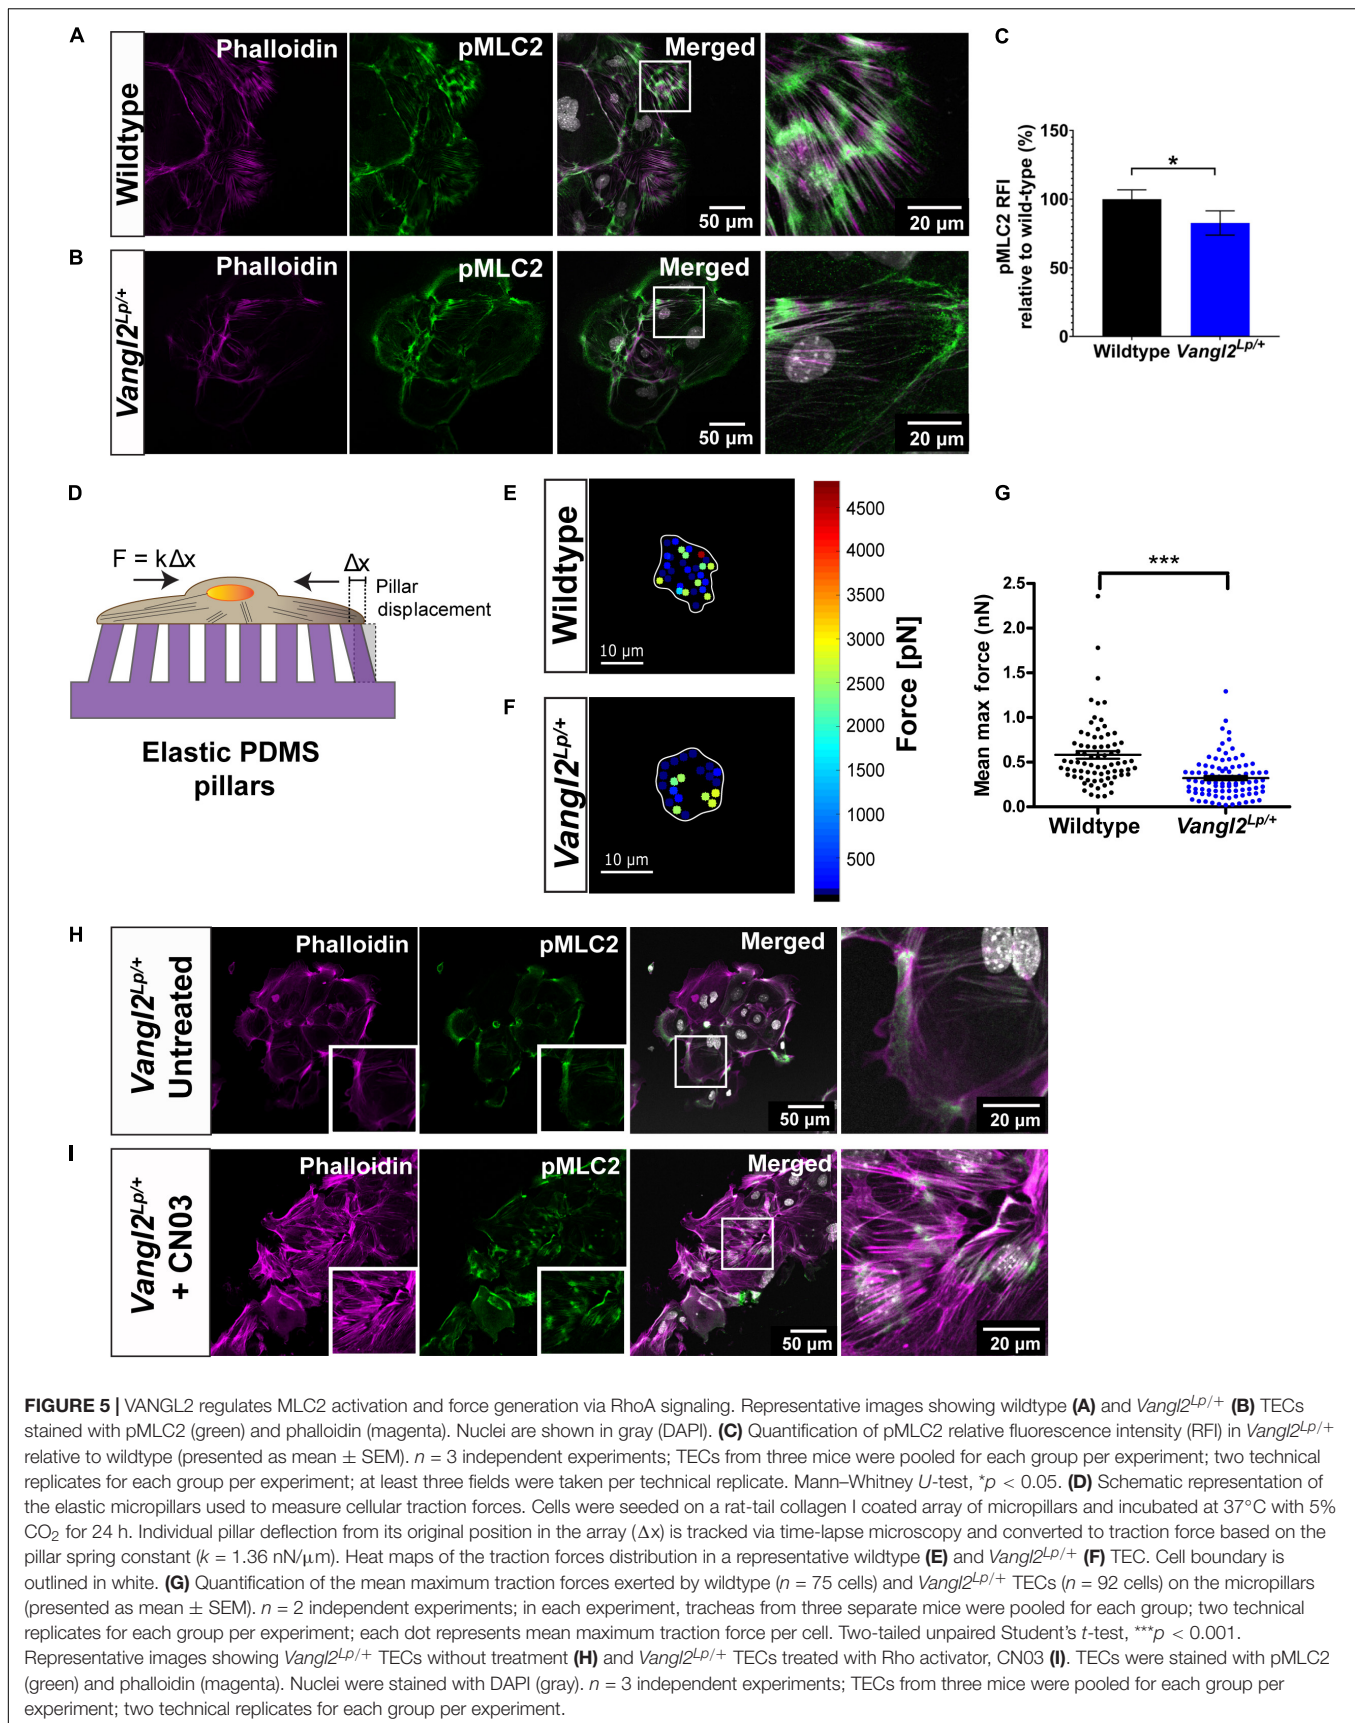 A
Wildtype
Phalloidin
pMLC2
Merged
50 µm
20 µm
B
Vangl2Lp/+
Phalloidin
pMLC2
Merged
50 µm
20 µm
C
pMLC2 RFI
relative to wild-type (%)
150
100
50
0
*
Wildtype Vangl2Lp/+
D
F = kΔx
Δx
Pillar
displacement
Elastic PDMS
pillars
E
Wildtype
10 µm
F
Vangl2Lp/+
10 µm
4500
4000
3500
3000
2500
2000
1500
1000
500
Force [pN]
G
***
Mean max force (nN)
2.5
2.0
1.5
1.0
0.5
0.0
Wildtype Vangl2Lp/+
H
Vangl2Lp/+
Untreated
Phalloidin
pMLC2
Merged
50 µm
20 µm
I
Vangl2Lp/+
+ CN03
Phalloidin
pMLC2
Merged
50 µm
20 µm
FIGURE 5 | VANGL2 regulates MLC2 activation and force generation via RhoA signaling. Representative images showing wildtype (A) and Vangl2Lp/+ (B) TECs
stained with pMLC2 (green) and phalloidin (magenta). Nuclei are shown in gray (DAPI). (C) Quantification of pMLC2 relative fluorescence intensity (RFI) in Vangl2Lp/+
relative to wildtype (presented as mean ± SEM). n = 3 independent experiments; TECs from three mice were pooled for each group per experiment; two technical
replicates for each group per experiment; at least three fields were taken per technical replicate. Mann–Whitney U-test, *p < 0.05. (D) Schematic representation of
the elastic micropillars used to measure cellular traction forces. Cells were seeded on a rat-tail collagen I coated array of micropillars and incubated at 37°C with 5%
CO2 for 24 h. Individual pillar deflection from its original position in the array (Δx) is tracked via time-lapse microscopy and converted to traction force based on the
pillar spring constant (k = 1.36 nN/µm). Heat maps of the traction forces distribution in a representative wildtype (E) and Vangl2Lp/+ (F) TEC. Cell boundary is
outlined in white. (G) Quantification of the mean maximum traction forces exerted by wildtype (n = 75 cells) and Vangl2Lp/+ TECs (n = 92 cells) on the micropillars
(presented as mean ± SEM). n = 2 independent experiments; in each experiment, tracheas from three separate mice were pooled for each group; two technical
replicates for each group per experiment; each dot represents mean maximum traction force per cell. Two-tailed unpaired Student's t-test, ***p < 0.001.
Representative images showing Vangl2Lp/+ TECs without treatment (H) and Vangl2Lp/+ TECs treated with Rho activator, CN03 (I). TECs were stained with pMLC2
(green) and phalloidin (magenta). Nuclei were stained with DAPI (gray). n = 3 independent experiments; TECs from three mice were pooled for each group per
experiment; two technical replicates for each group per experiment.